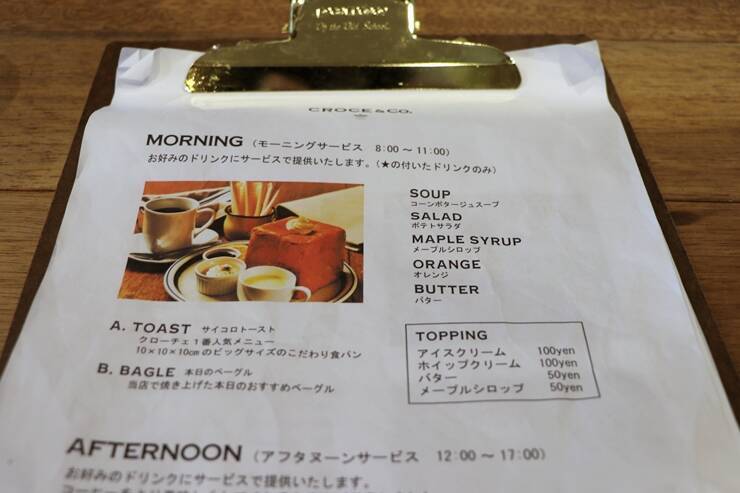 By the Old School.
CROCE&CO.
MORNING (モーニングサービス 8:00 〜 11:00)
お好みのドリンクにサービスで提供いたします。(★の付いたドリンクのみ)
SOUP
コーンポタージュスープ
SALAD
ポテトサラダ
MAPLE SYRUP
メープルシロップ
ORANGE
オレンジ
BUTTER
バター
A. TOAST サイコロトースト
クローチェ1番人気メニュー
10×10×10cmのビッグサイズのこだわり食パン
B. BAGLE 本日のベーグル
当店で焼き上げた本日のおすすめベーグル
TOPPING
アイスクリーム 100yen
ホイップクリーム 100yen
バター 50yen
メープルシロップ 50yen
AFTERNOON (アフタヌーンサービス 12:00 〜 17:00)
お好みのドリンクにサービスで提供いたします。